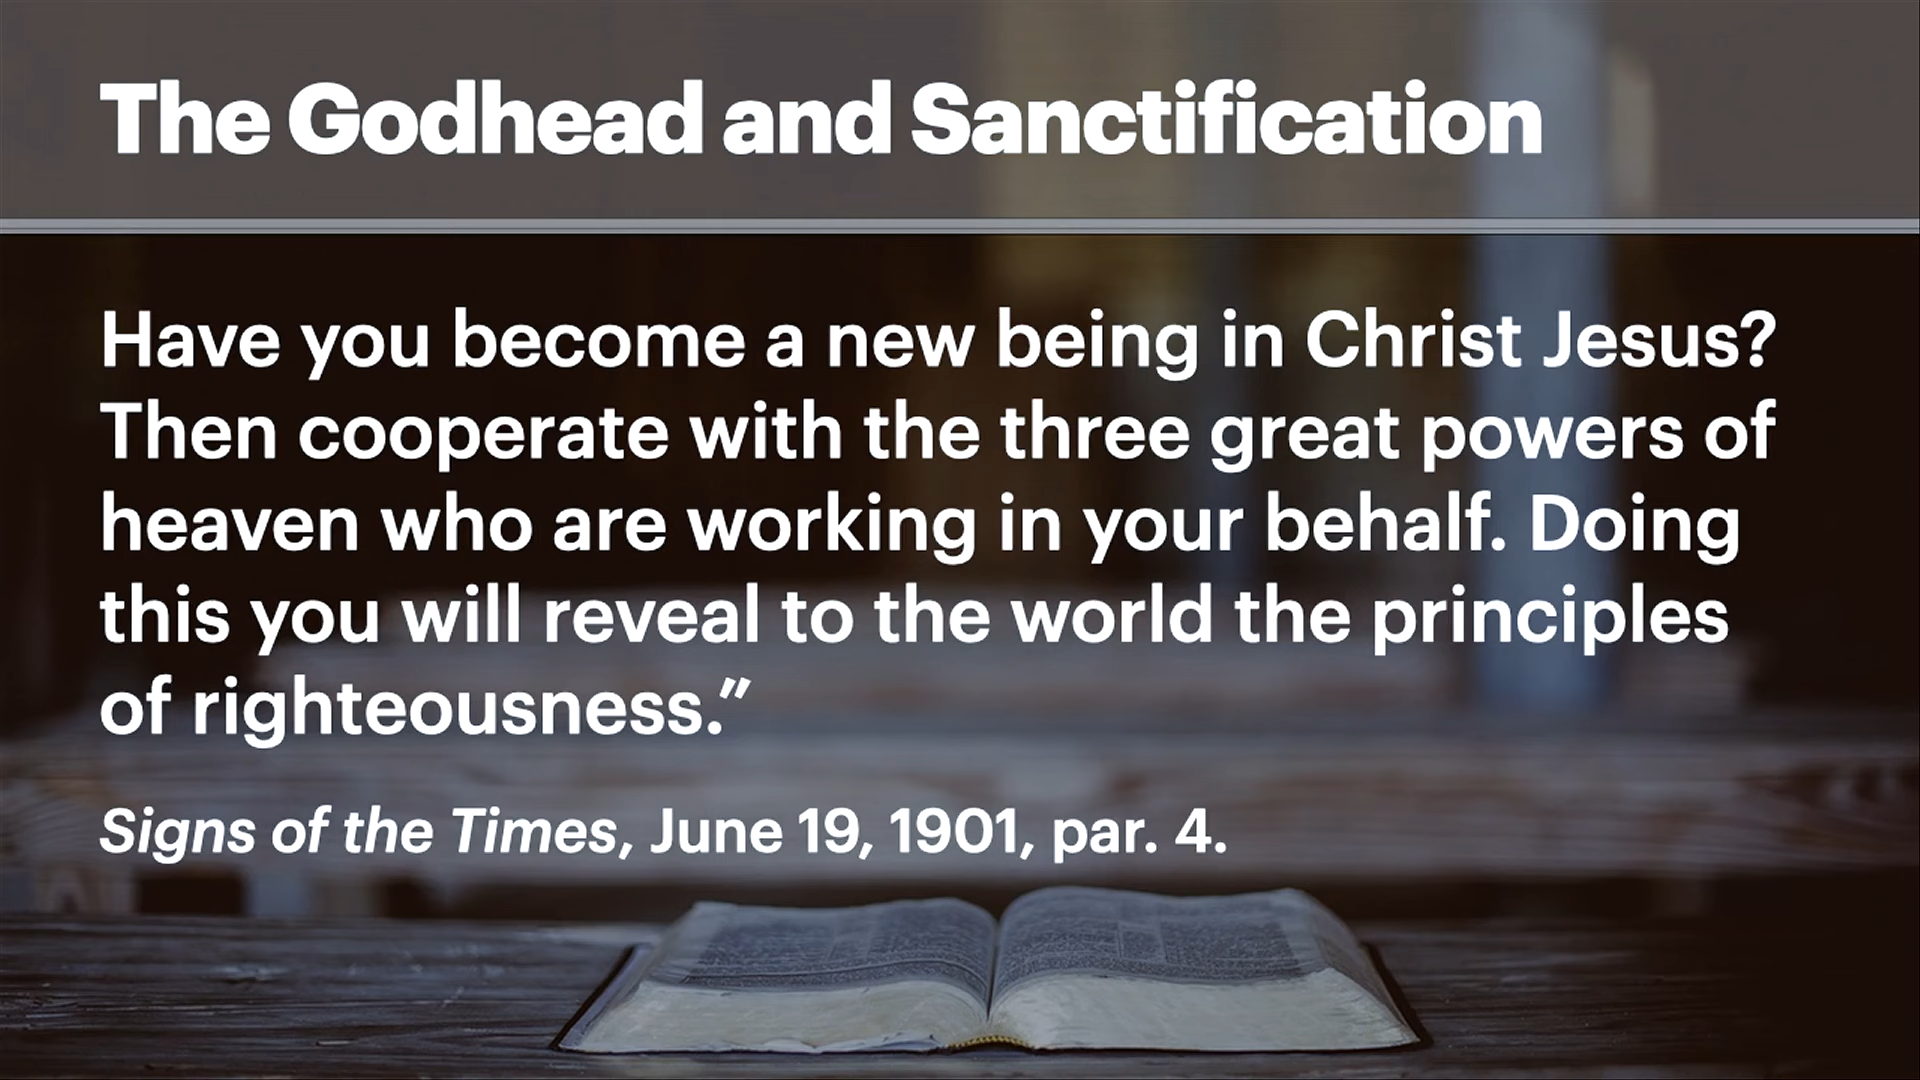 The Godhead and Sanctification
Have you become a new being in Christ Jesus?
Then cooperate with the three great powers of
heaven who are working in your behalf. Doing
this you will reveal to the world the principles
of righteousness.”
Signs of the Times, June 19, 1901, par. 4.